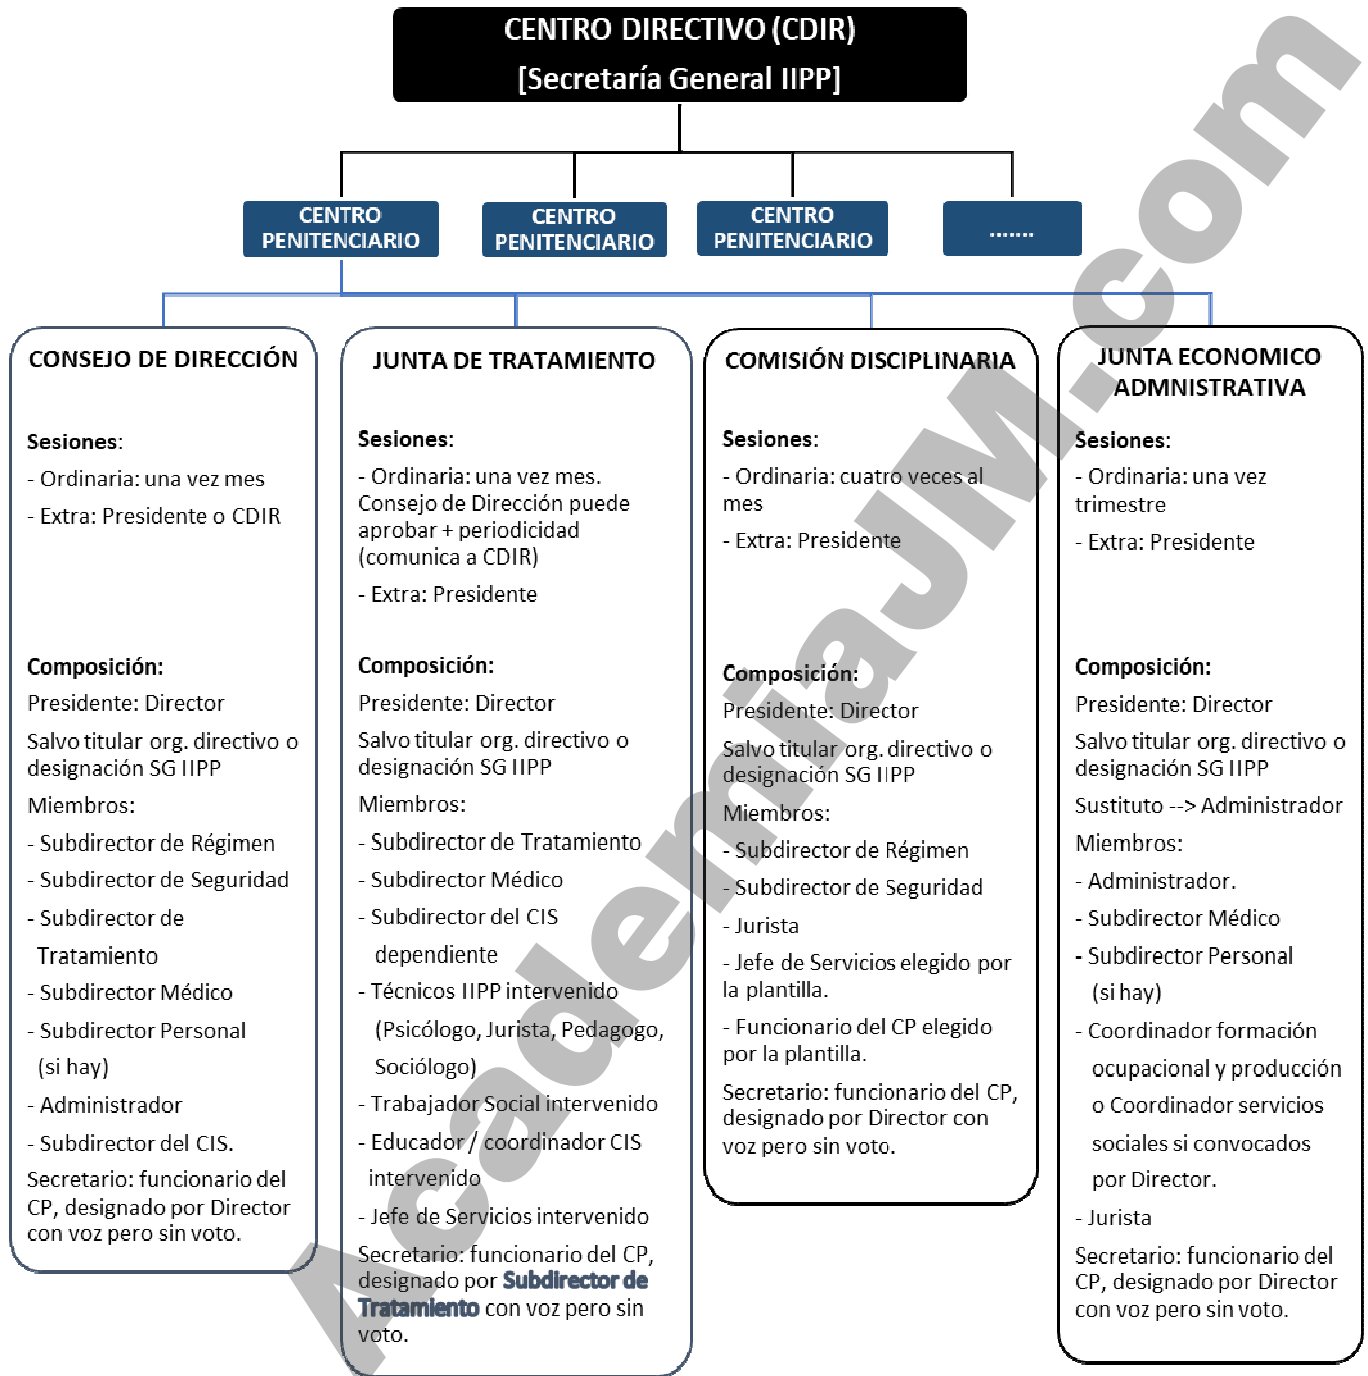 CENTRO DIRECTIVO (CDIR)
[Secretaría General IIPP]
CENTRO
PENITENCIARIO
CENTRO
PENITENCIARIO
CENTRO
PENITENCIARIO
.......
CONSEJO DE DIRECCIÓN
Sesiones:
- Ordinaria: una vez mes
- Extra: Presidente o CDIR
Composición:
Presidente: Director
Salvo titular org. directivo o
designación SG IIPP
Miembros:
- Subdirector de Régimen
- Subdirector de Seguridad
- Subdirector de
Tratamiento
- Subdirector Médico
- Subdirector Personal
(si hay)
- Administrador
- Subdirector del CIS.
Secretario: funcionario del
CP, designado por Director
con voz pero sin voto.
JUNTA DE TRATAMIENTO
Sesiones:
- Ordinaria: una vez mes.
Consejo de Dirección puede
aprobar + periodicidad
(comunica a CDIR)
- Extra: Presidente
Composición:
Presidente: Director
Salvo titular org. directivo o
designación SG IIPP
Miembros:
- Subdirector de Tratamiento
- Subdirector Médico
- Subdirector del CIS
dependiente
- Técnicos IIPP intervenido
(Psicólogo, Jurista, Pedagogo,
Sociólogo)
- Trabajador Social intervenido
- Educador / coordinador CIS
intervenido
- Jefe de Servicios intervenido
Secretario: funcionario del CP,
designado por Subdirector de
Tratamiento con voz pero sin
voto.
COMISIÓN DISCIPLINARIA
Sesiones:
- Ordinaria: cuatro veces al
mes
- Extra: Presidente
Composición:
Presidente: Director
Salvo titular org. directivo o
designación SG IIPP
Miembros:
- Subdirector de Régimen
- Subdirector de Seguridad
- Jurista
- Jefe de Servicios elegido por
la plantilla.
- Funcionario del CP elegido
por la plantilla.
Secretario: funcionario del CP,
designado por Director con
voz pero sin voto.
JUNTA ECONOMICO
ADMNISTRATIVA
Sesiones:
- Ordinaria: una vez
trimestre
- Extra: Presidente
Composición:
Presidente: Director
Salvo titular org. directivo o
designación SG IIPP
Sustituto --> Administrador
Miembros:
- Administrador.
- Subdirector Médico
- Subdirector Personal
(si hay)
- Coordinador formación
ocupacional y producción
o Coordinador servicios
sociales si convocados
por Director.
- Jurista
Secretario: funcionario del
CP, designado por Director
con voz pero sin voto.
AcademiaJM.com